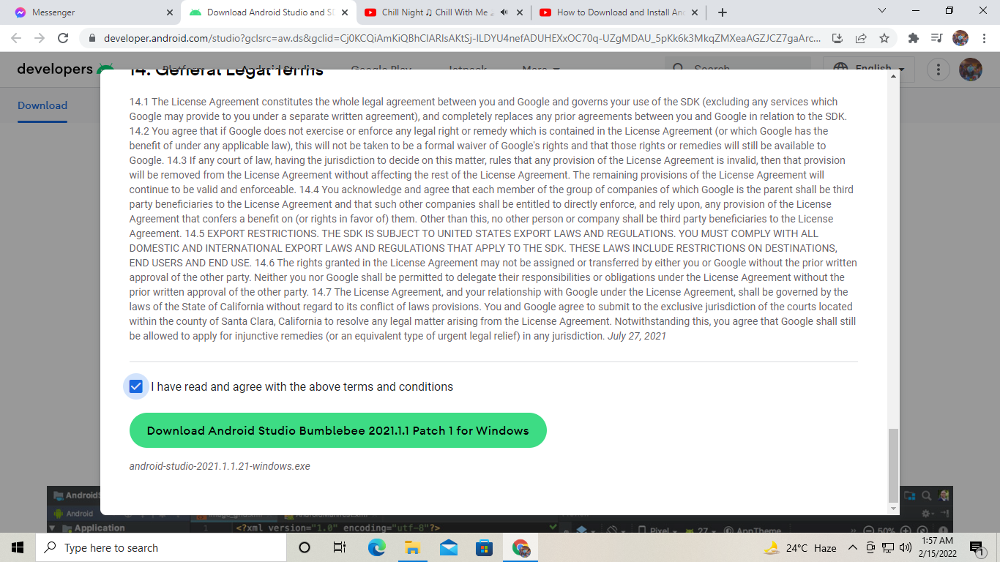 Messenger
Download Android Studio and SD
Chill Night ♫ Chill With Me
How to Download and Install And
developer.android.com/studio?gclsrc=aw.ds&gclid=Cj0KCQiAmKiQBhClARIsAKtSj-ILDYU4nefADUHEXxOC70q-UZgMDAU_5pKk6k3MkqZMXeaAGZJCZ7gaArc...
developers
Platform
Android Studio
Google Play
Jetpack
More
Search
English
Download
14. General Legal Terms
14.1 The License Agreement constitutes the whole legal agreement between you and Google and governs your use of the SDK (excluding any services which
Google may provide to you under a separate written agreement), and completely replaces any prior agreements between you and Google in relation to the SDK.
14.2 You agree that if Google does not exercise or enforce any legal right or remedy which is contained in the License Agreement (or which Google has the
benefit of under any applicable law), this will not be taken to be a formal waiver of Google's rights and that those rights or remedies will still be available to
Google. 14.3 If any court of law, having the jurisdiction to decide on this matter, rules that any provision of the License Agreement is invalid, then that provision
will be removed from the License Agreement without affecting the rest of the License Agreement. The remaining provisions of the License Agreement will
continue to be valid and enforceable. 14.4 You acknowledge and agree that each member of the group of companies of which Google is the parent shall be third
party beneficiaries to the License Agreement and that such other companies shall be entitled to directly enforce, and rely upon, any provision of the License
Agreement that confers a benefit on (or rights in favor of) them. Other than this, no other person or company shall be third party beneficiaries to the License
Agreement. 14.5 EXPORT RESTRICTIONS. THE SDK IS SUBJECT TO UNITED STATES EXPORT LAWS AND REGULATIONS. YOU MUST COMPLY WITH ALL
DOMESTIC AND INTERNATIONAL EXPORT LAWS AND REGULATIONS THAT APPLY TO THE SDK. THESE LAWS INCLUDE RESTRICTIONS ON DESTINATIONS,
END USERS AND END USE. 14.6 The rights granted in the License Agreement may not be assigned or transferred by either you or Google without the prior written
approval of the other party. Neither you nor Google shall be permitted to delegate their responsibilities or obligations under the License Agreement without the
prior written approval of the other party. 14.7 The License Agreement, and your relationship with Google under the License Agreement, shall be governed by the
laws of the State of California without regard to its conflict of laws provisions. You and Google agree to submit to the exclusive jurisdiction of the courts located
within the county of Santa Clara, California to resolve any legal matter arising from the License Agreement. Notwithstanding this, you agree that Google shall still
be allowed to apply for injunctive remedies (or an equivalent type of urgent legal relief) in any jurisdiction. July 27, 2021
I have read and agree with the above terms and conditions
Download Android Studio Bumblebee 2021.1.1 Patch 1 for Windows
android-studio-2021.1.1.21-windows.exe
AndroidS
Android
Application
1 <?xml version="1.0" encoding="utf-8"?>
Pixel
27
AppTheme
50%
Type here to search
24°C Haze
1:57 AM
2/15/2022
1